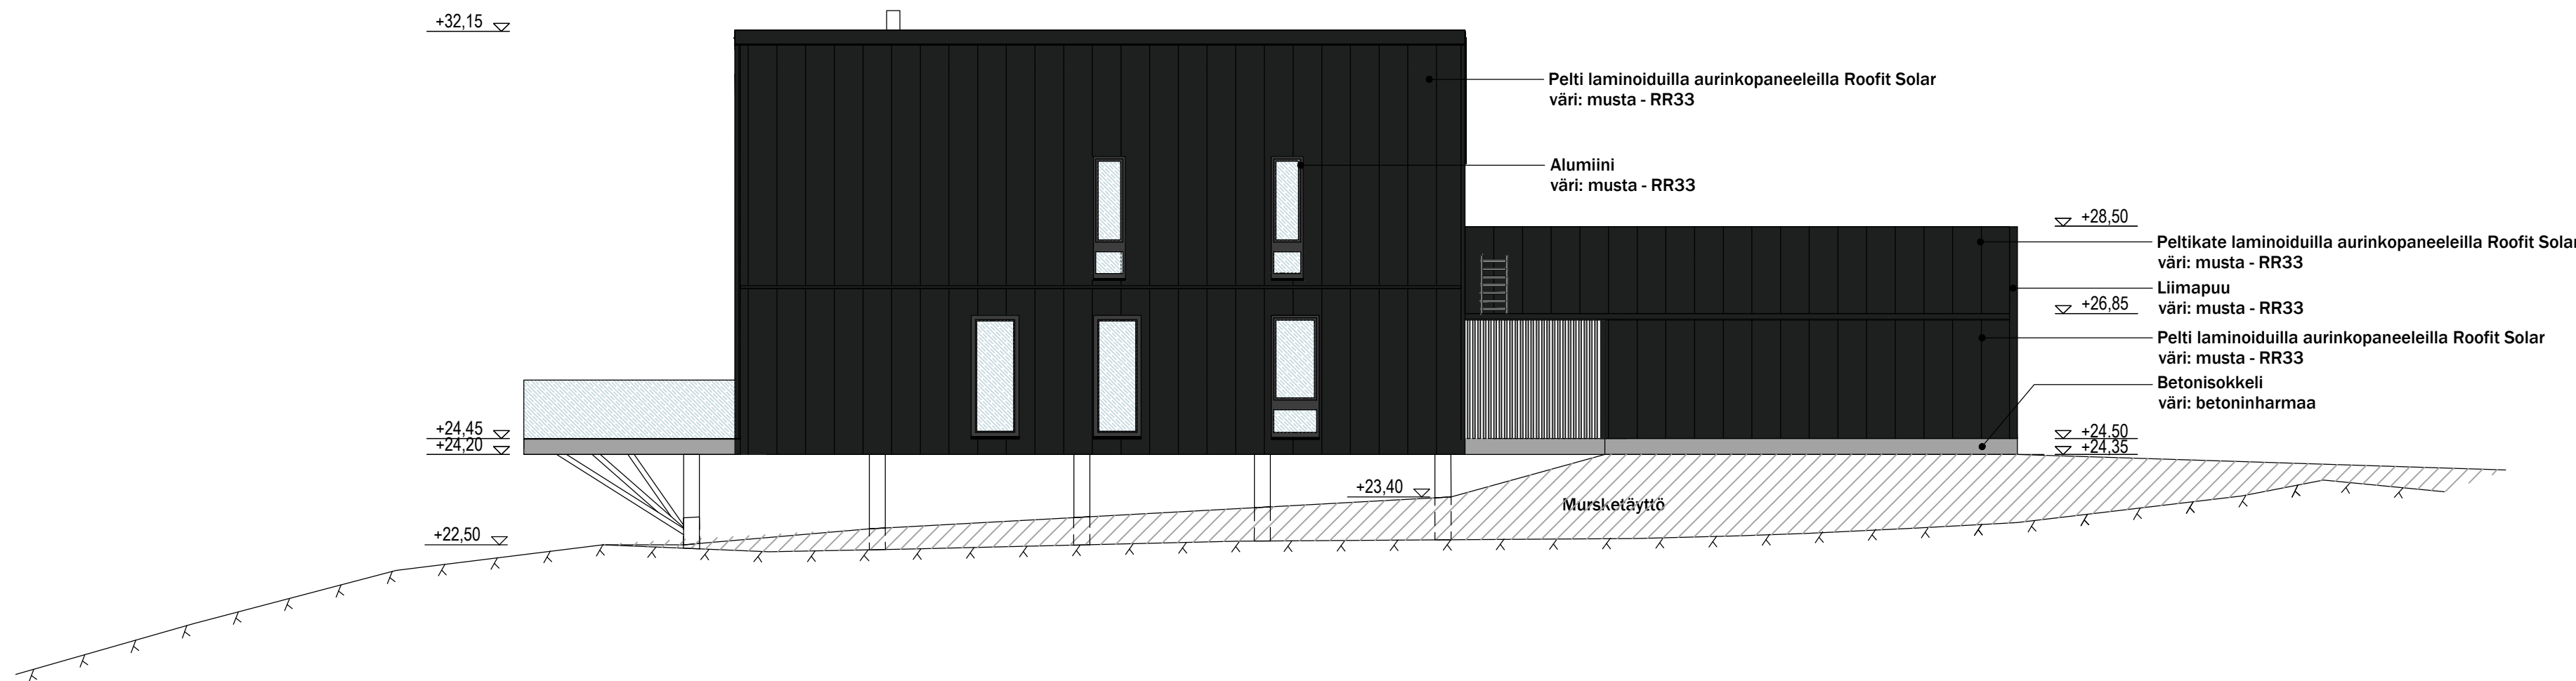 +32,15
Pelti laminoiduilla aurinkopaneeleilla Roofit Solar
väri: musta - RR33
Alumiini
väri: musta - RR33
+28,50
Peltikate laminoiduilla aurinkopaneeleilla Roofit Solar
väri: musta - RR33
Liimapuu
väri: musta - RR33
+26,85
Pelti laminoiduilla aurinkopaneeleilla Roofit Solar
väri: musta - RR33
Betonisokkeli
väri: betoninharmaa
+24,45
+24,20
+24,50
+24,35
+23,40
Mursketäyttö
+22,50